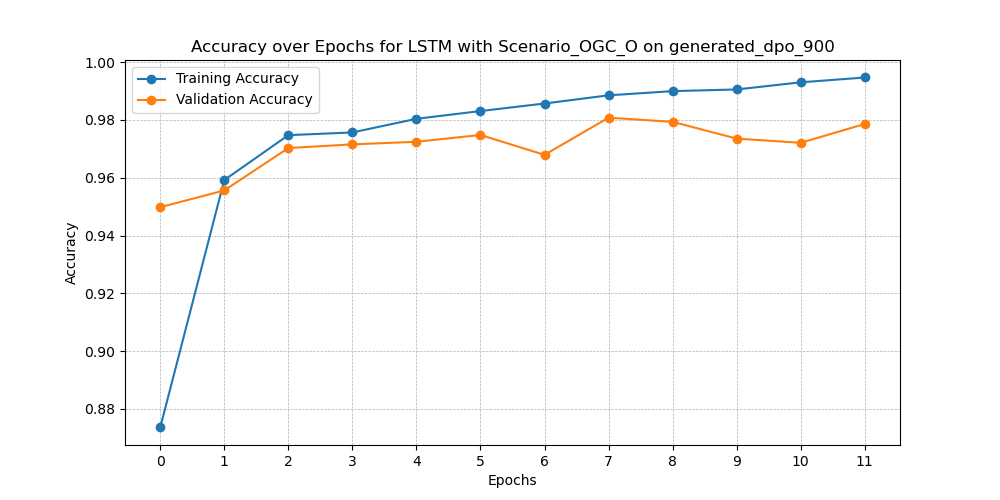 Accuracy over Epochs for LSTM with Scenario_OGC_O on generated_dpo_900
Training Accuracy
Validation Accuracy
1.00
0.98
0.96
0.94
0.92
0.90
0.88
Accuracy
0 1 2 3 4 5 6 7 8 9 10 11
Epochs